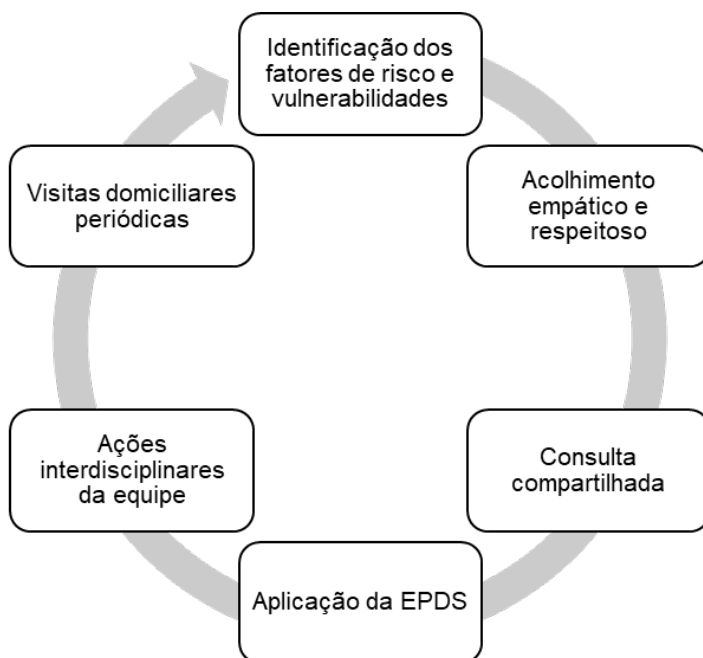 Identificação dos
fatores de risco e
vulnerabilidades
Acolhimento
empático e
respeitoso
Consulta
compartilhada
Aplicação da EPDS
Ações
interdisciplinares
da equipe
Visitas domiciliares
periódicas